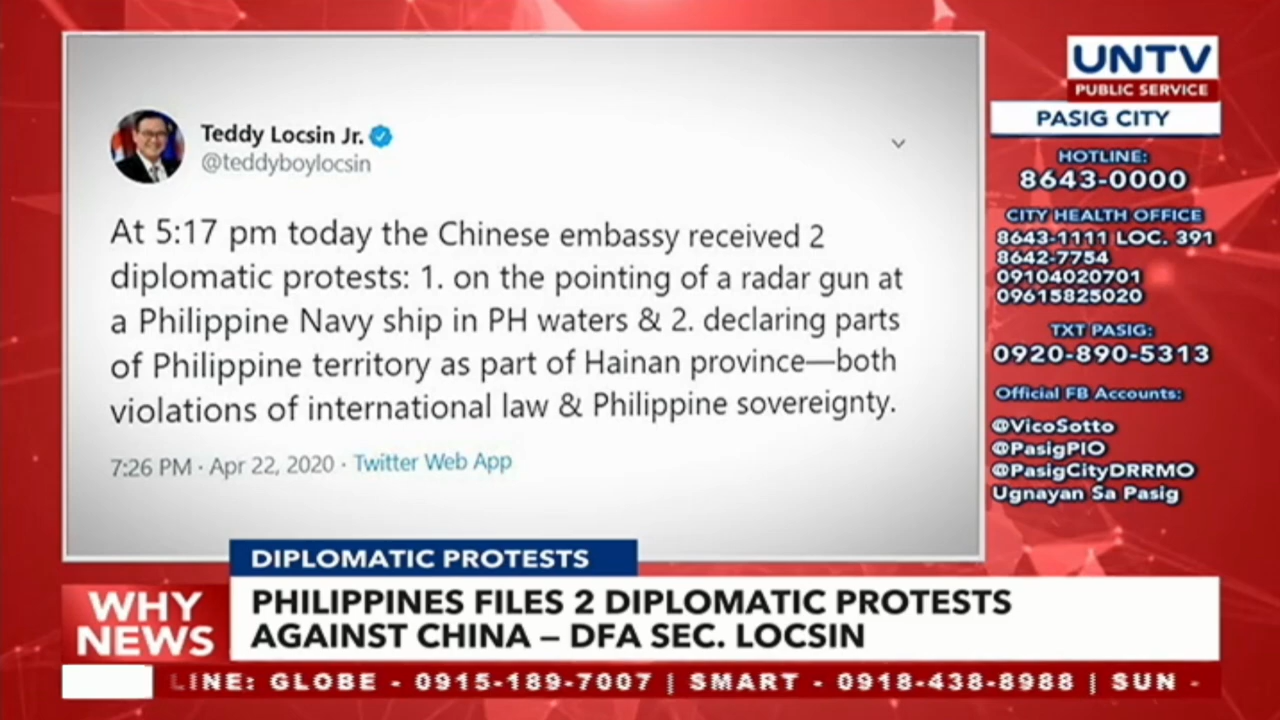 Teddy Locsin Jr.
@teddyboylocsin
At 5:17 pm today the Chinese embassy received 2
diplomatic protests: 1. on the pointing of a radar gun at
a Philippine Navy ship in PH waters & 2. declaring parts
of Philippine territory as part of Hainan province—both
violations of international law & Philippine sovereignty.
7:26 PM · Apr 22, 2020 · Twitter Web App
UNTV
PUBLIC SERVICE
PASIG CITY
HOTLINE:
8643-0000
CITY HEALTH OFFICE
8643-1111 LOC. 391
8642-7754
09104020701
09615825020
TXT PASIG:
0920-890-5313
Official FB Accounts:
@VicoSotto
@PasigPIO
@PasigCityDRRMO
Ugnayan Sa Pasig
DIPLOMATIC PROTESTS
WHY
NEWS
PHILIPPINES FILES 2 DIPLOMATIC PROTESTS
AGAINST CHINA – DFA SEC. LOCSIN
LINE: GLOBE - 0915-189-7007 | SMART - 0918-438-8988 | SUN -